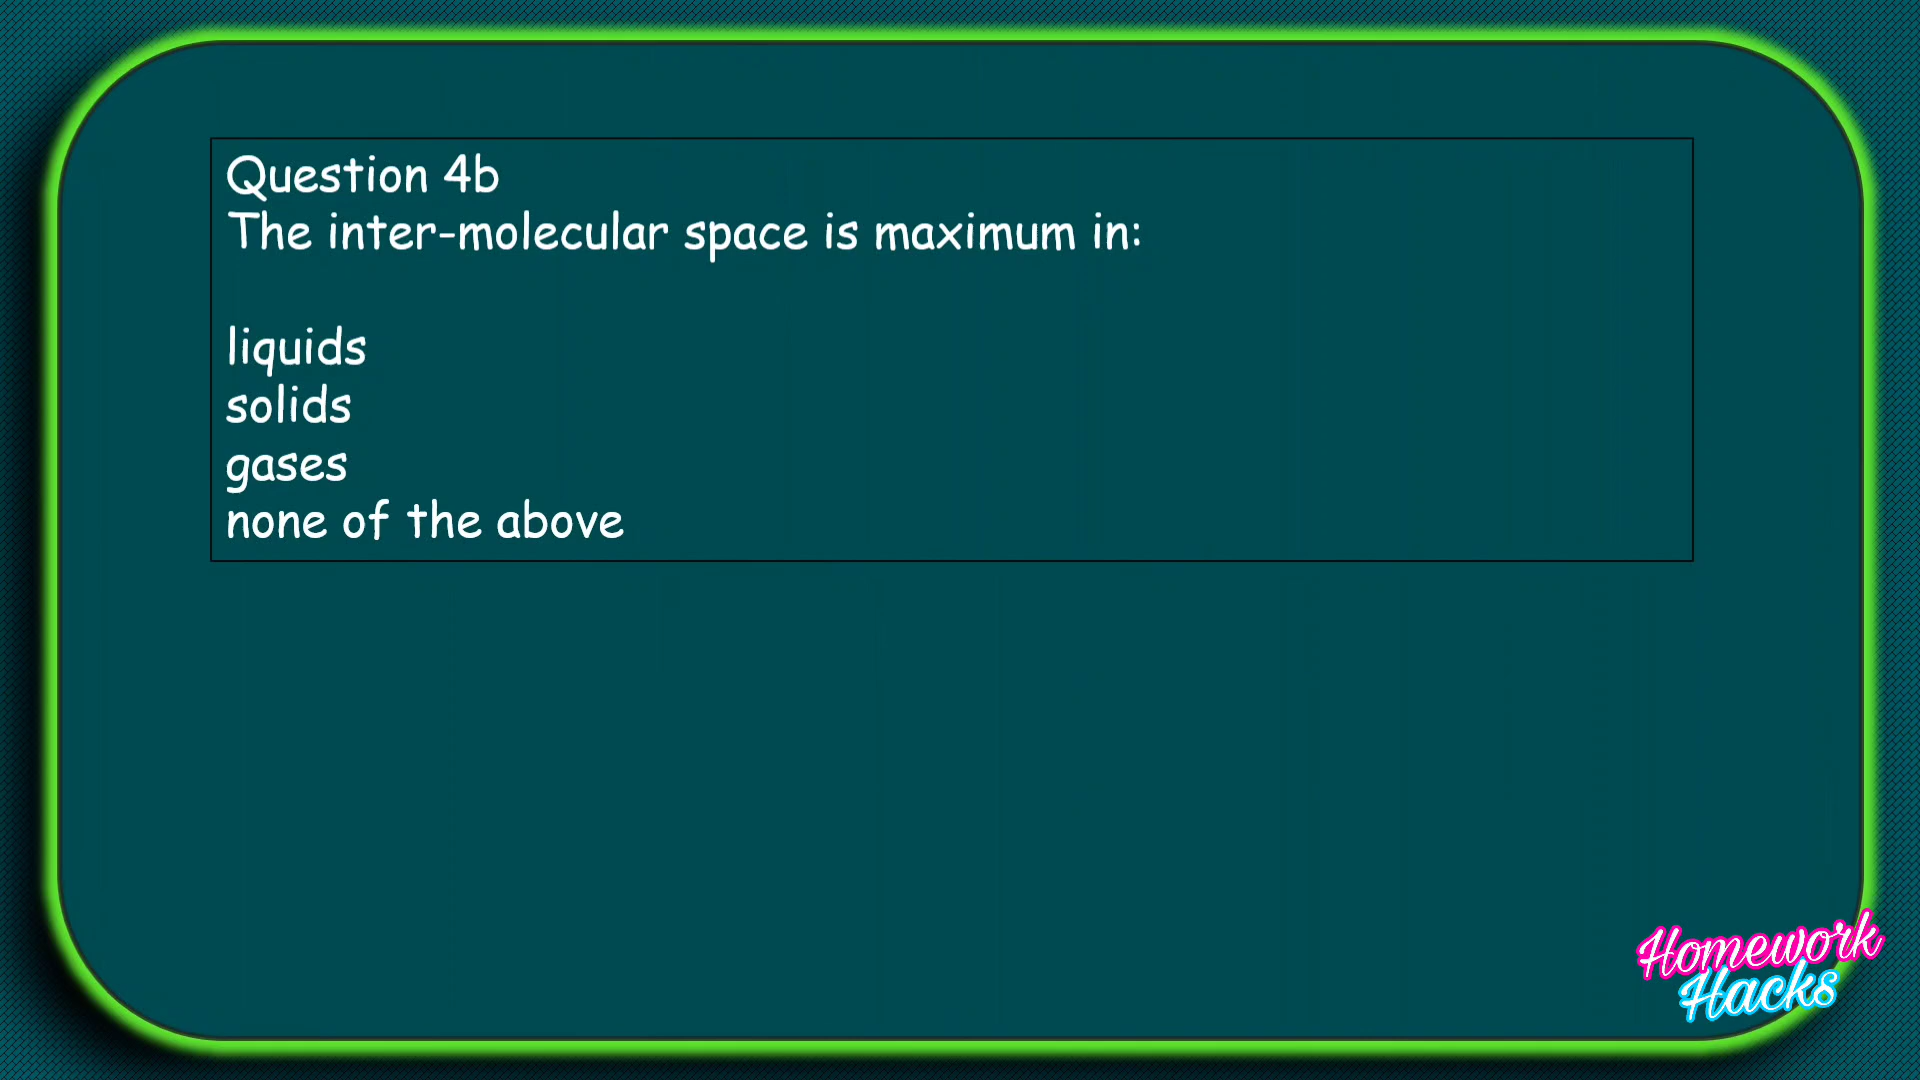 Question 4b
The inter-molecular space is maximum in:
liquids
solids
gases
none of the above
Homework
Hacks